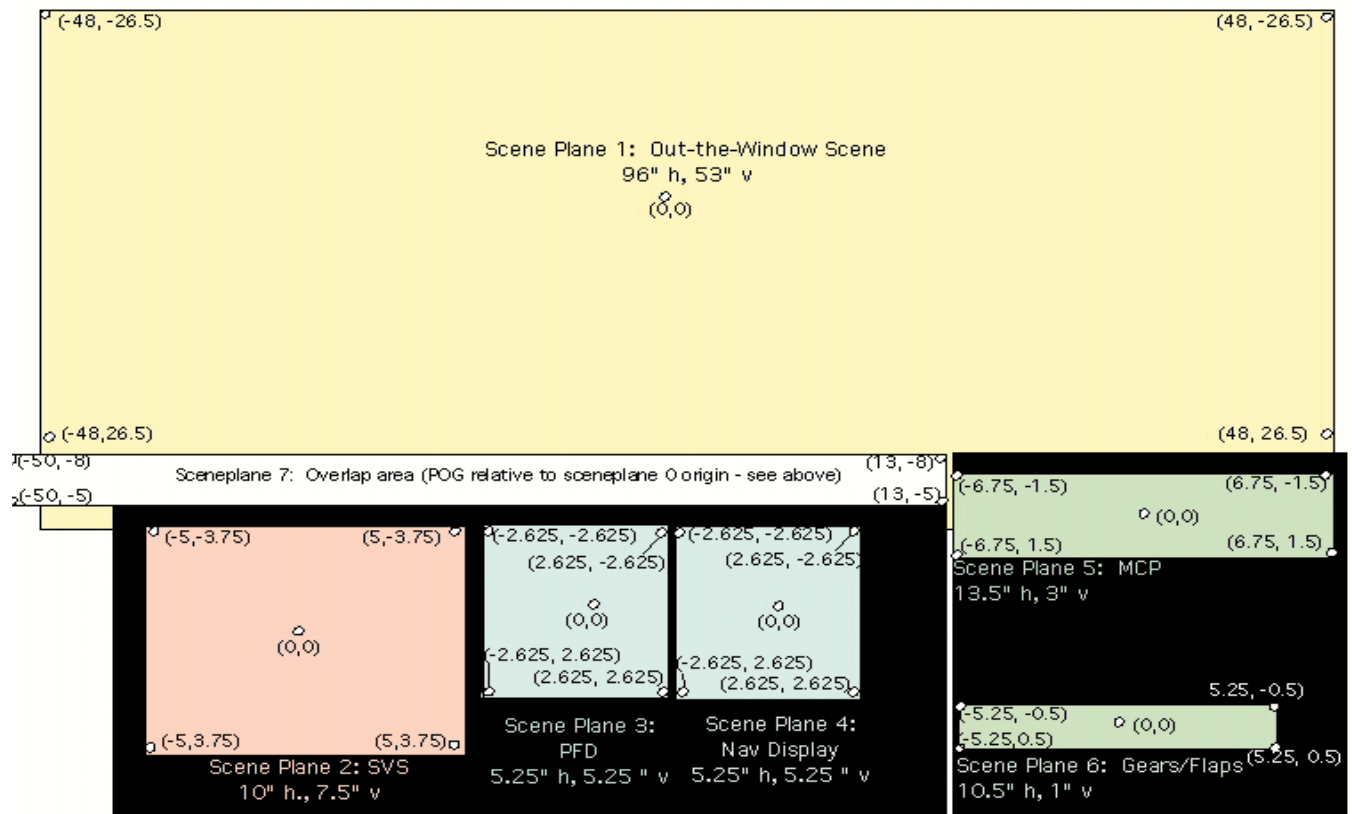 (-48, -26.5)
(48, -26.5)
Scene Plane 1: Out-the-Window Scene
96" h, 53" v
(0,0)
(-48,26.5)
(48, 26.5)
(-50, -8)
Sceneplane 7: Overlap area (POG relative to sceneplane 0 origin - see above)
(13, -8)
(-50, -5)
(13, -5)
(-5,-3.75)
(5,-3.75)
(0,0)
(-5,3.75)
(5,3.75)
Scene Plane 2: SVS
10" h., 7.5" v
(-2.625, -2.625)
(2.625, -2.625)
(0,0)
(-2.625, 2.625)
(2.625, 2.625)
Scene Plane 3:
PFD
5.25" h, 5.25 " v
(-2.625, -2.625)
(2.625, -2.625)
(0,0)
(-2.625, 2.625)
(2.625, 2.625)
Scene Plane 4:
Nav Display
5.25" h, 5.25 " v
(-6.75, -1.5)
(6.75, -1.5)
(0,0)
(-6.75, 1.5)
(6.75, 1.5)
Scene Plane 5: MCP
13.5" h, 3" v
5.25, -0.5)
(-5.25, -0.5)
(0,0)
(-5.25,0.5)
(5.25, 0.5)
Scene Plane 6: Gears/Flaps
10.5" h, 1" v